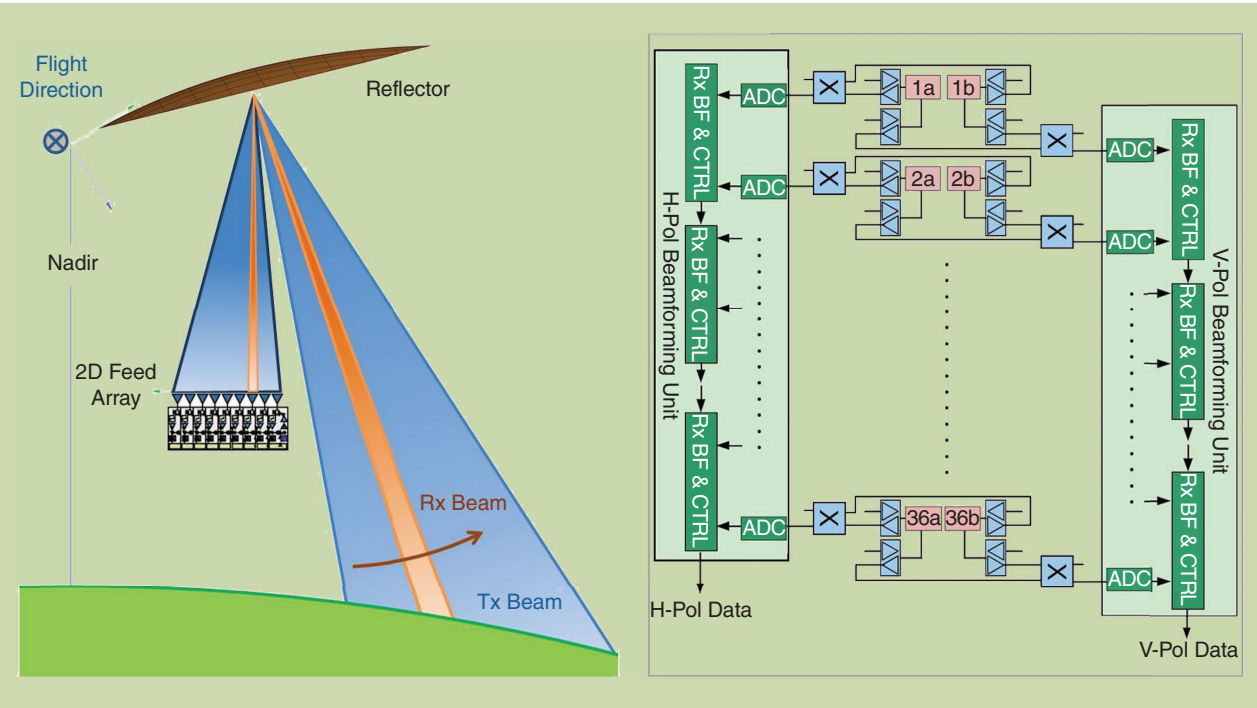 Flight
Direction
Reflector
Nadir
2D Feed
Array
Rx Beam
Tx Beam
H-Pol Beamforming Unit
Rx BF & CTRL
Rx BF & CTRL
Rx BF & CTRL
ADC
ADC
ADC
X
X
X
1a 1b
2a 2b
36a 36b
X
X
X
ADC
ADC
ADC
Rx BF & CTRL
Rx BF & CTRL
Rx BF & CTRL
V-Pol Beamforming Unit
H-Pol Data
V-Pol Data